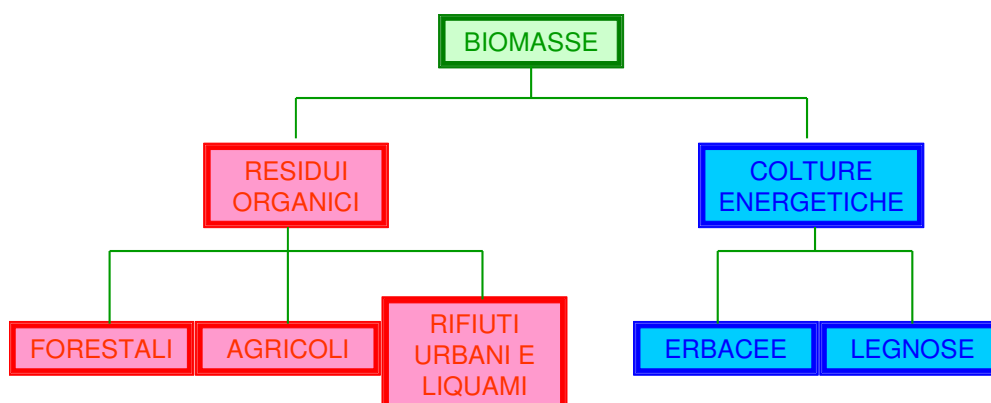 BIOMASSE
RESIDUI
ORGANICI
COLTURE
ENERGETICHE
FORESTALI
AGRICOLI
RIFIUTI
URBANI E
LIQUAMI
ERBACEE
LEGNOSE